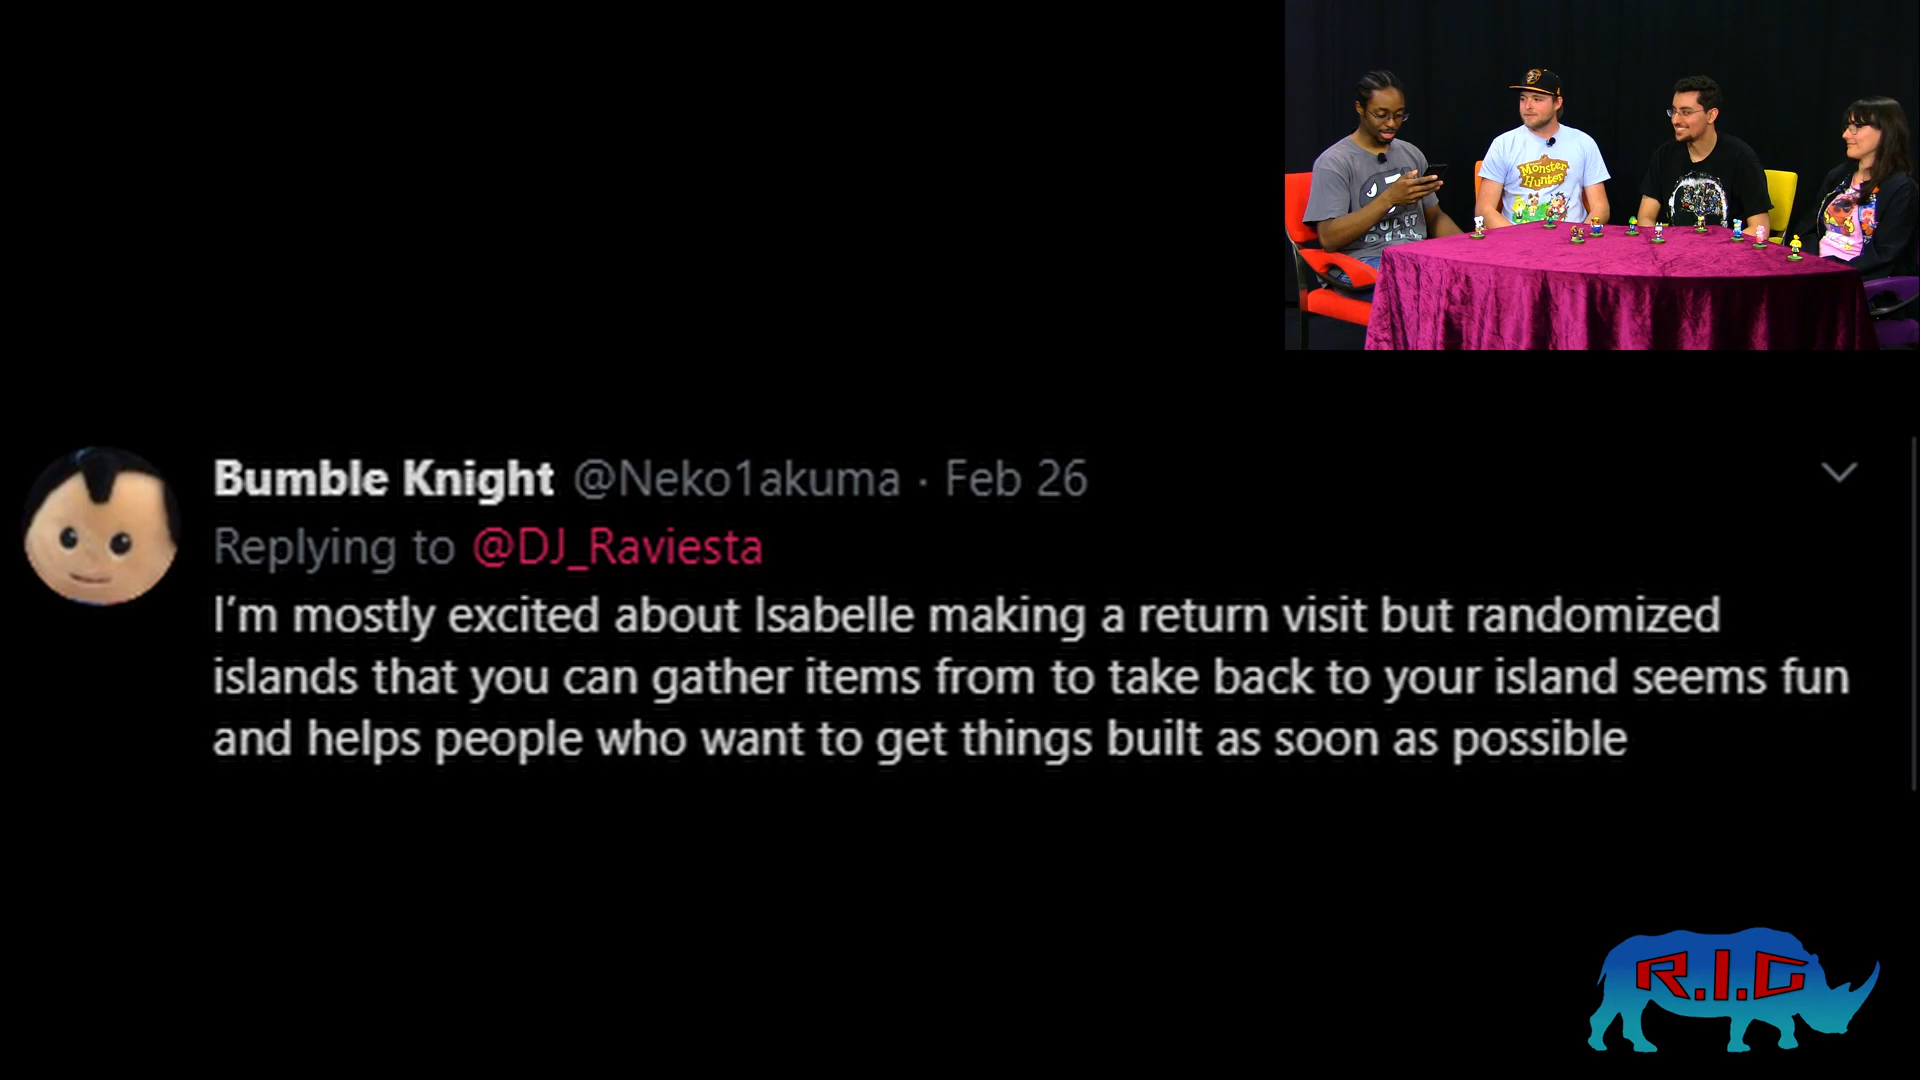 Monster
Hunter
BULET
Bumble Knight @Neko1akuma · Feb 26
Replying to @DJ_Raviesta
I'm mostly excited about Isabelle making a return visit but randomized
islands that you can gather items from to take back to your island seems fun
and helps people who want to get things built as soon as possible
R.I.G